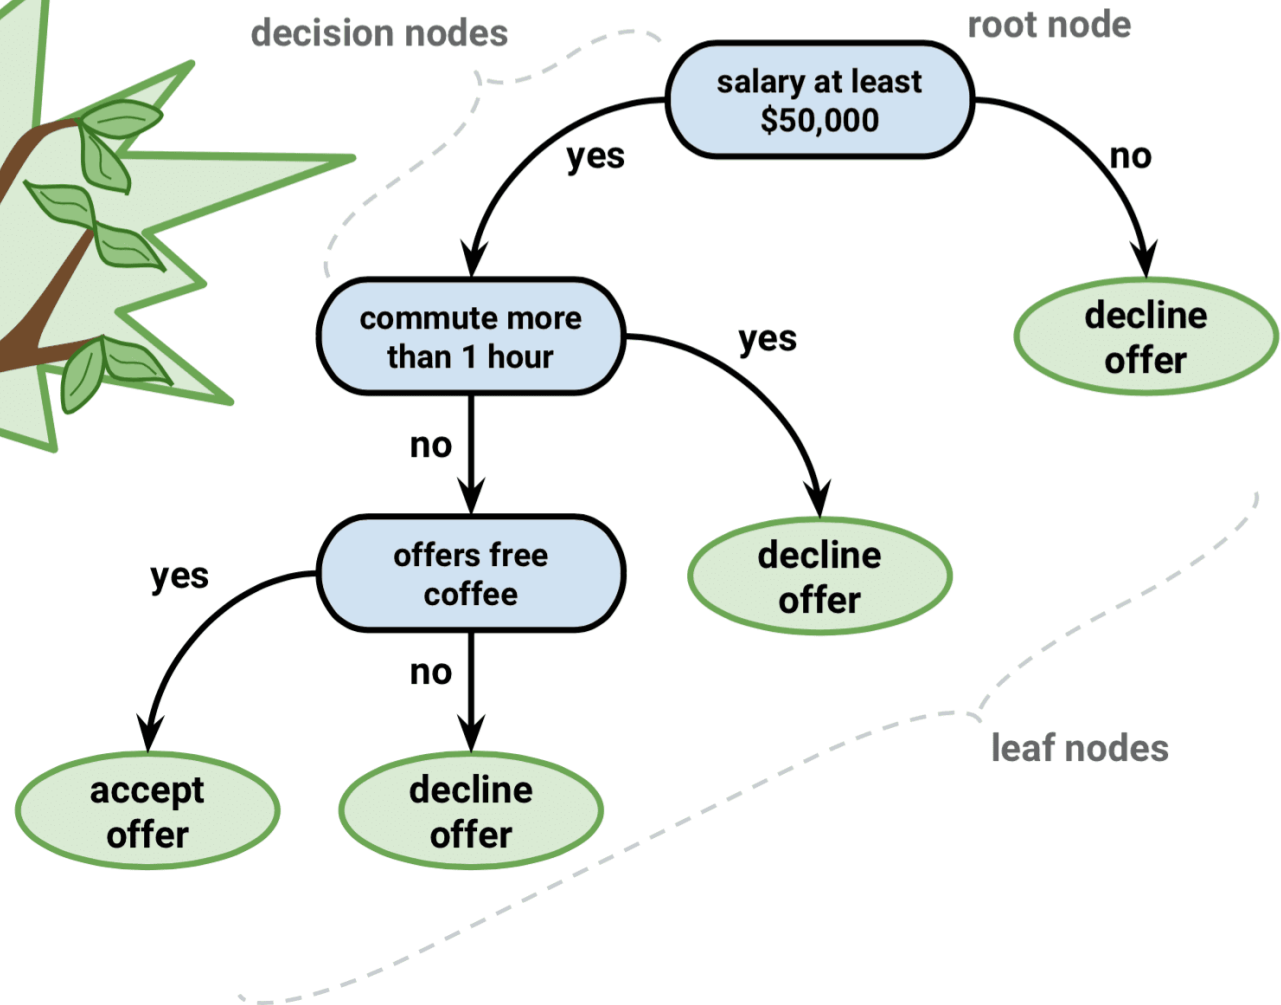 decision nodes
root node
salary at least
$50,000
yes
no
commute more
than 1 hour
yes
decline
offer
no
offers free
coffee
decline
offer
yes
no
leaf nodes
accept
offer
decline
offer